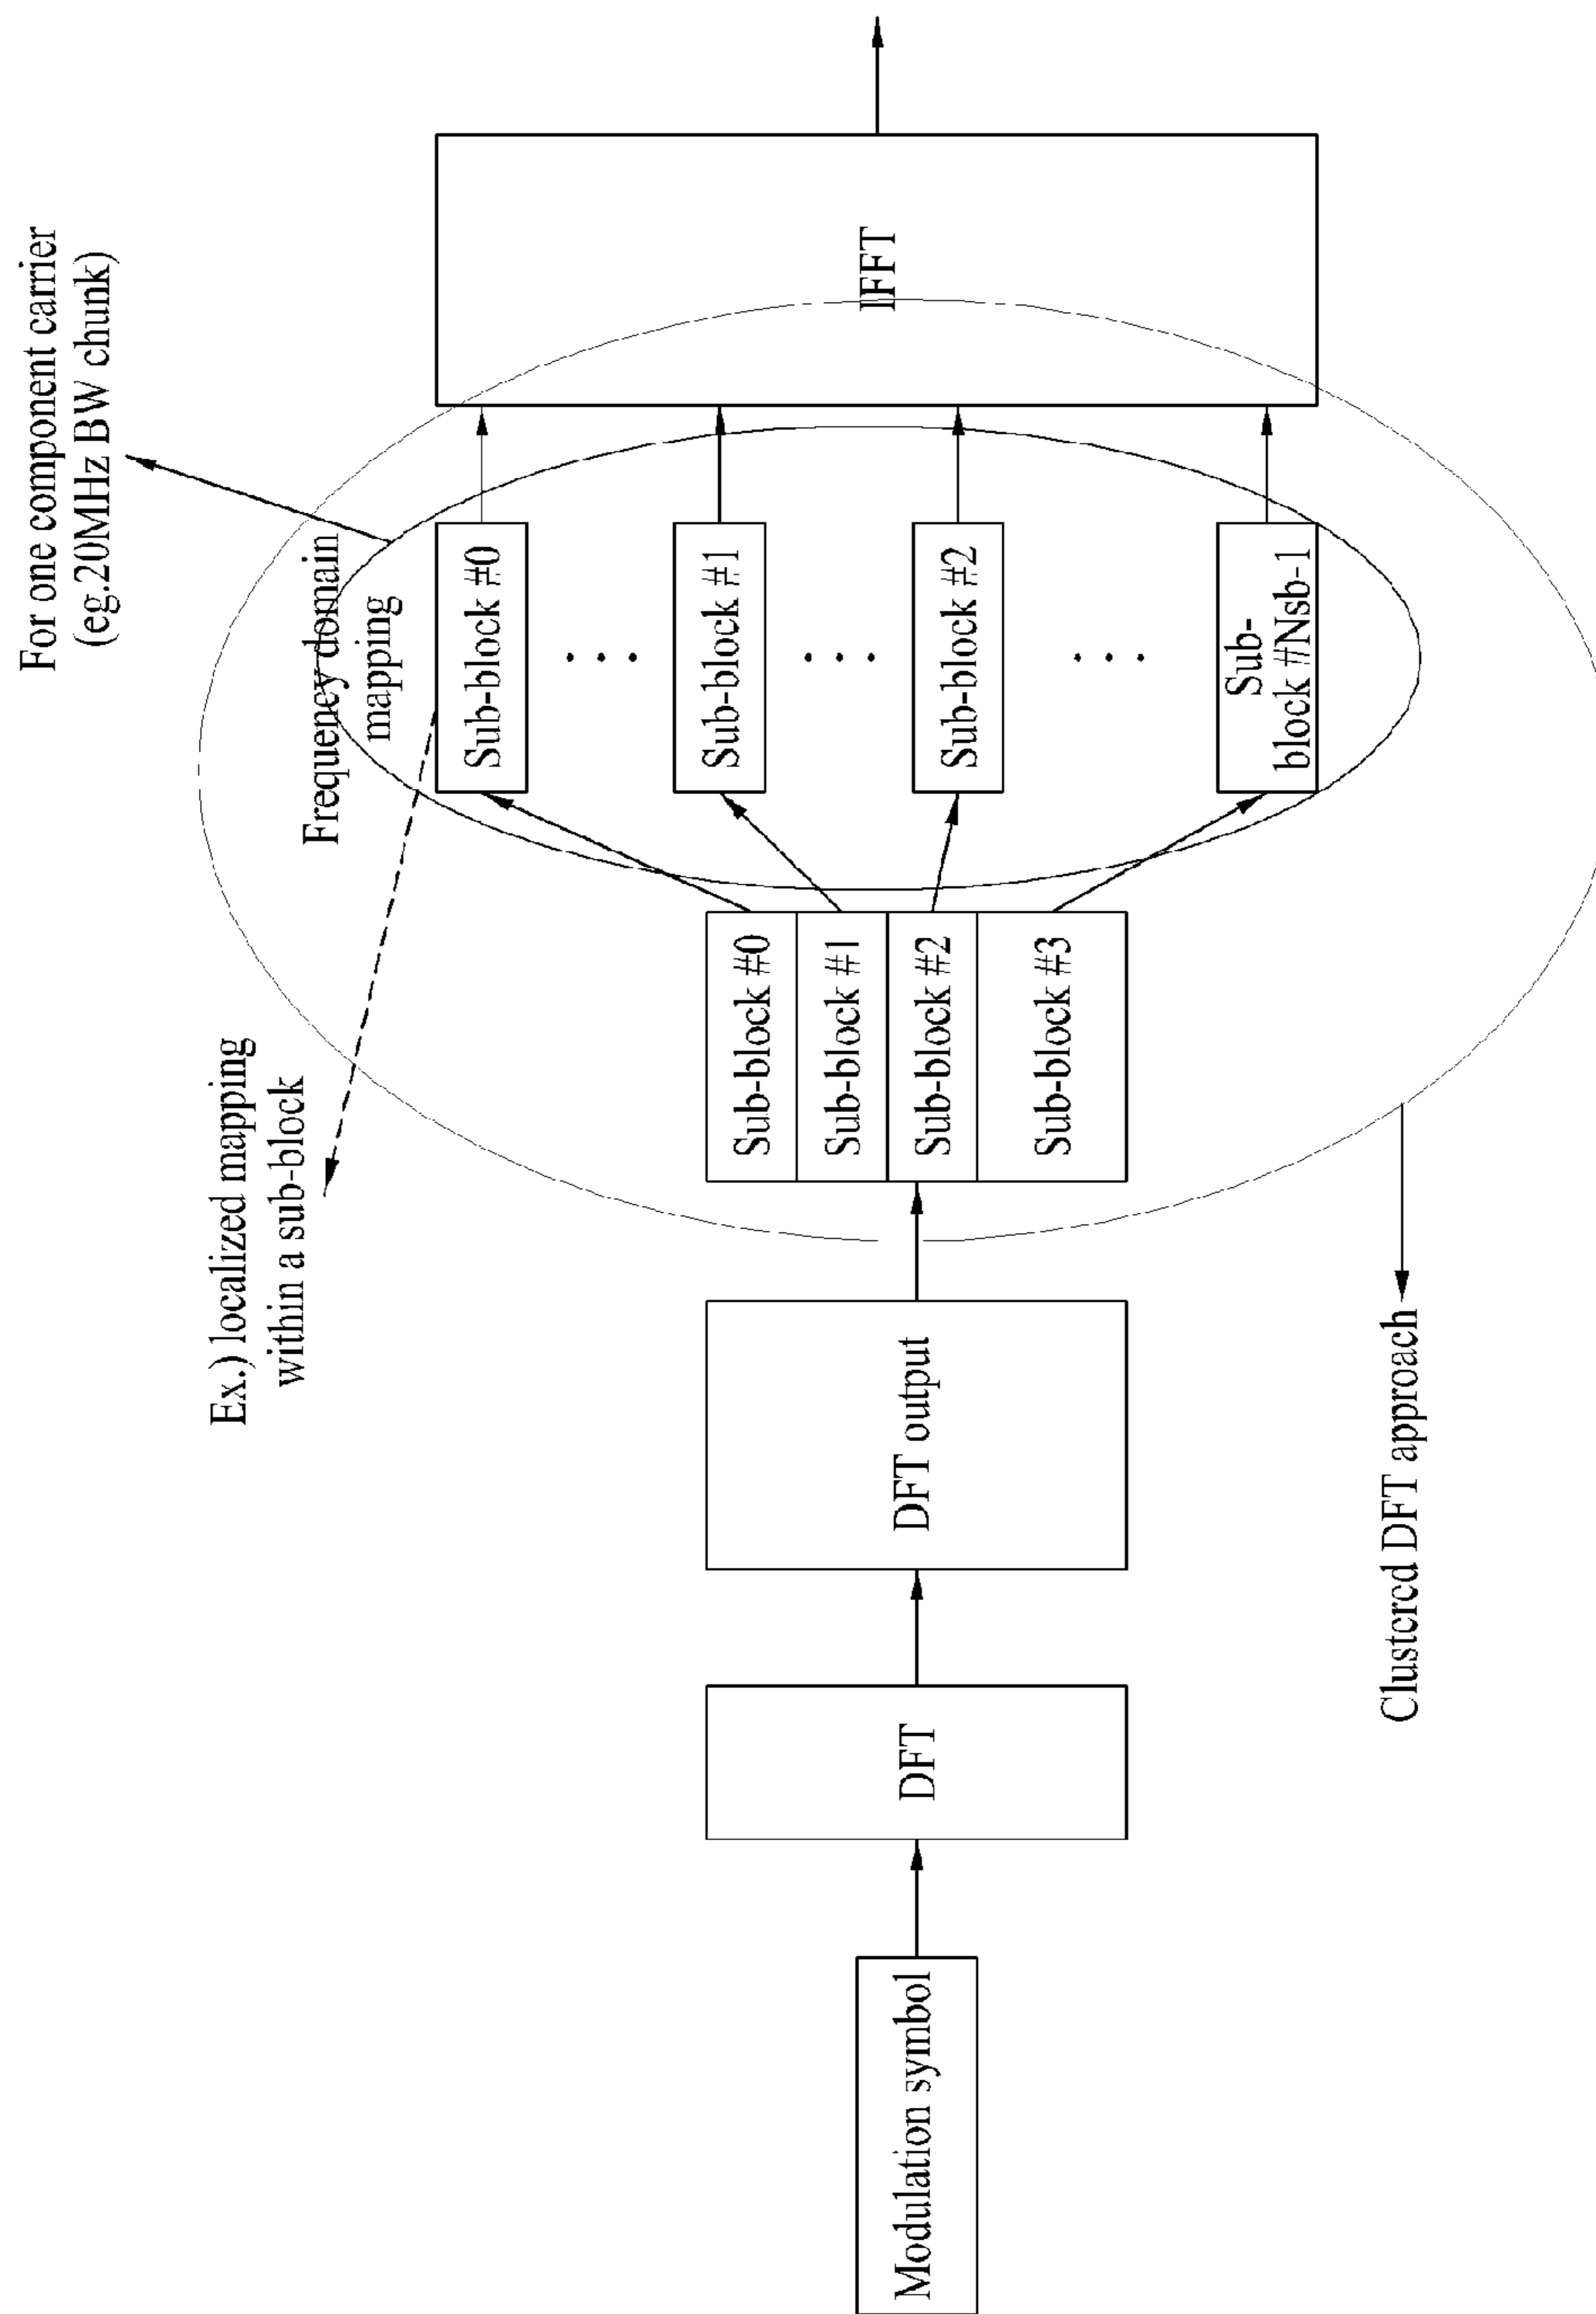 For one component carrier
(eg.20MHz BW chunk)
Ex.) localized mapping
within a sub-block
Frequency domain
mapping
Modulation symbol
DFT
DFT output
Sub-block #0
Sub-block #1
Sub-block #2
Sub-block #3
Sub-block #0
Sub-block #1
Sub-block #2
Sub-
block #Nsb-1
• • •
• • •
• • •
IFFT
Clustered DFT approach